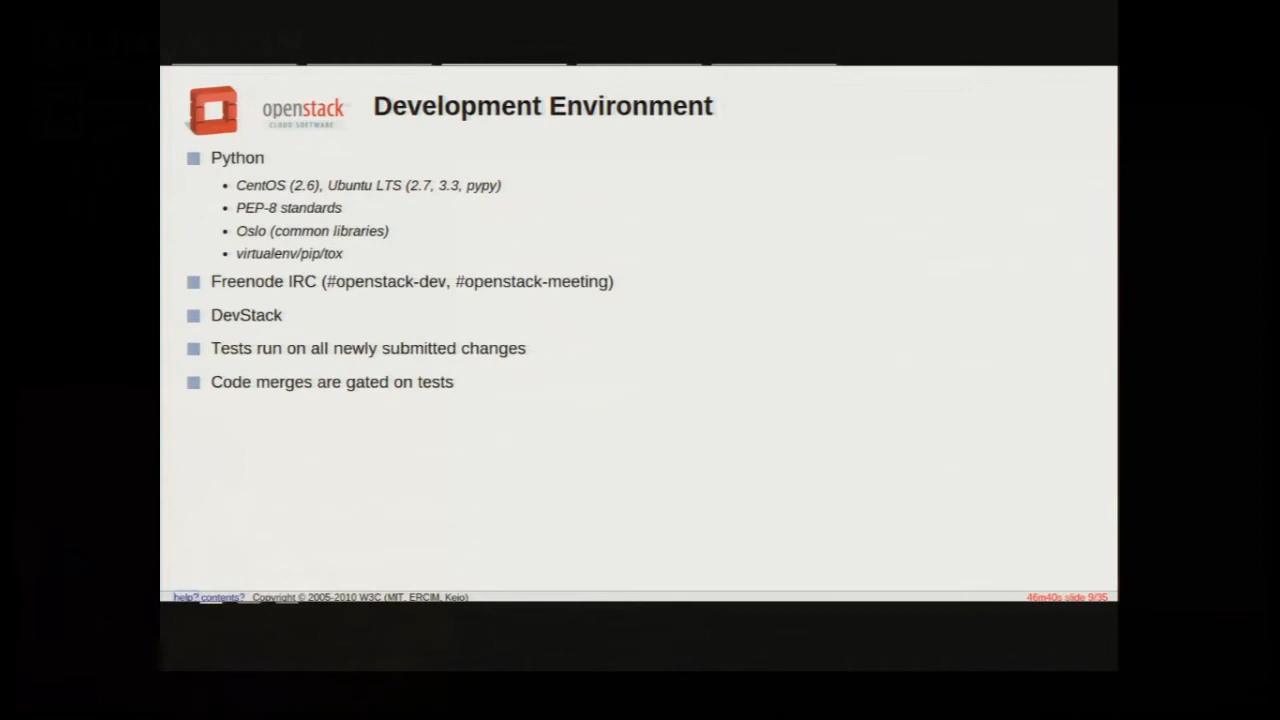 openstack
CLOUD SOFTWARE
Development Environment
Python
• CentOS (2.6), Ubuntu LTS (2.7, 3.3, pypy)
• PEP-8 standards
• Oslo (common libraries)
• virtualenv/pip/tox
Freenode IRC (#openstack-dev, #openstack-meeting)
DevStack
Tests run on all newly submitted changes
Code merges are gated on tests
help? contents? Copyright © 2005-2010 W3C (MIT, ERCIM, Keio)
46m40s slide 9/35